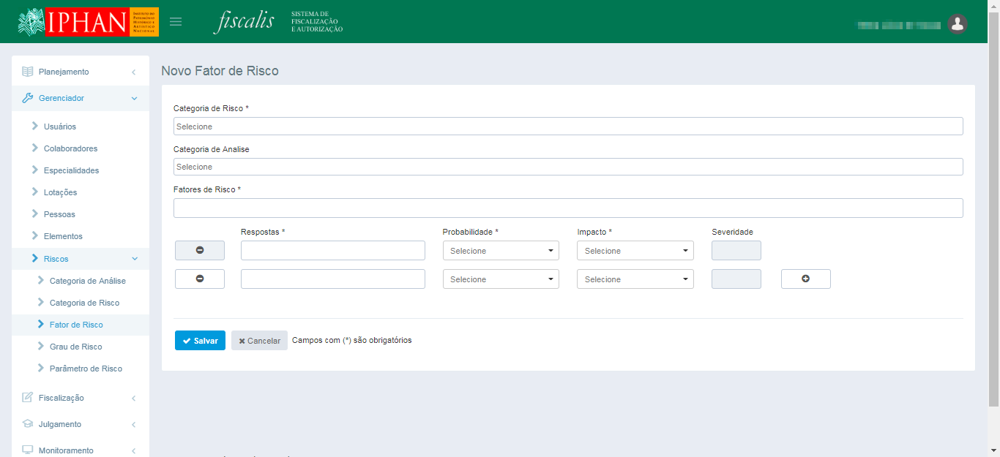 IPHAN
INSTITUTO DO
PATRIMÔNIO
HISTÓRICO E
ARTÍSTICO
NACIONAL
fiscalis
SISTEMA DE
FISCALIZAÇÃO
E AUTORIZAÇÃO
Planejamento
Gerenciador
Usuários
Colaboradores
Especialidades
Lotações
Pessoas
Elementos
Riscos
Categoria de Análise
Categoria de Risco
Fator de Risco
Grau de Risco
Parâmetro de Risco
Fiscalização
Julgamento
Monitoramento
Novo Fator de Risco
Categoria de Risco *
Selecione
Categoria de Analise
Selecione
Fatores de Risco *
Respostas * Probabilidade * Impacto * Severidade
Selecione Selecione
Selecione Selecione
Salvar Cancelar Campos com (*) são obrigatórios